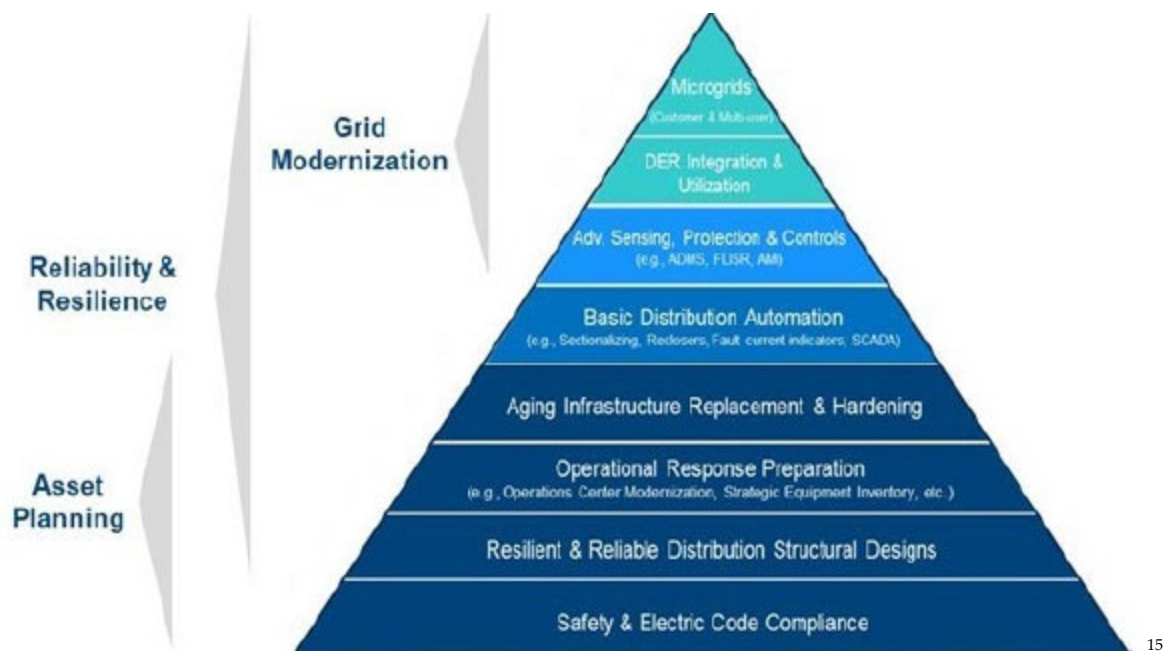 Microgrids
(Customer & Multi-user)
Grid
Modernization
DER Integration &
Utilization
Adv. Sensing, Protection & Controls
(e.g., ADMS, FLISR, AMI)
Reliability &
Resilience
Basic Distribution Automation
(e.g., Sectionalizing, Reclosers, Fault current indicators, SCADA)
Aging Infrastructure Replacement & Hardening
Asset
Planning
Operational Response Preparation
(e.g., Operations Center Modernization, Strategic Equipment Inventory, etc.)
Resilient & Reliable Distribution Structural Designs
Safety & Electric Code Compliance
15